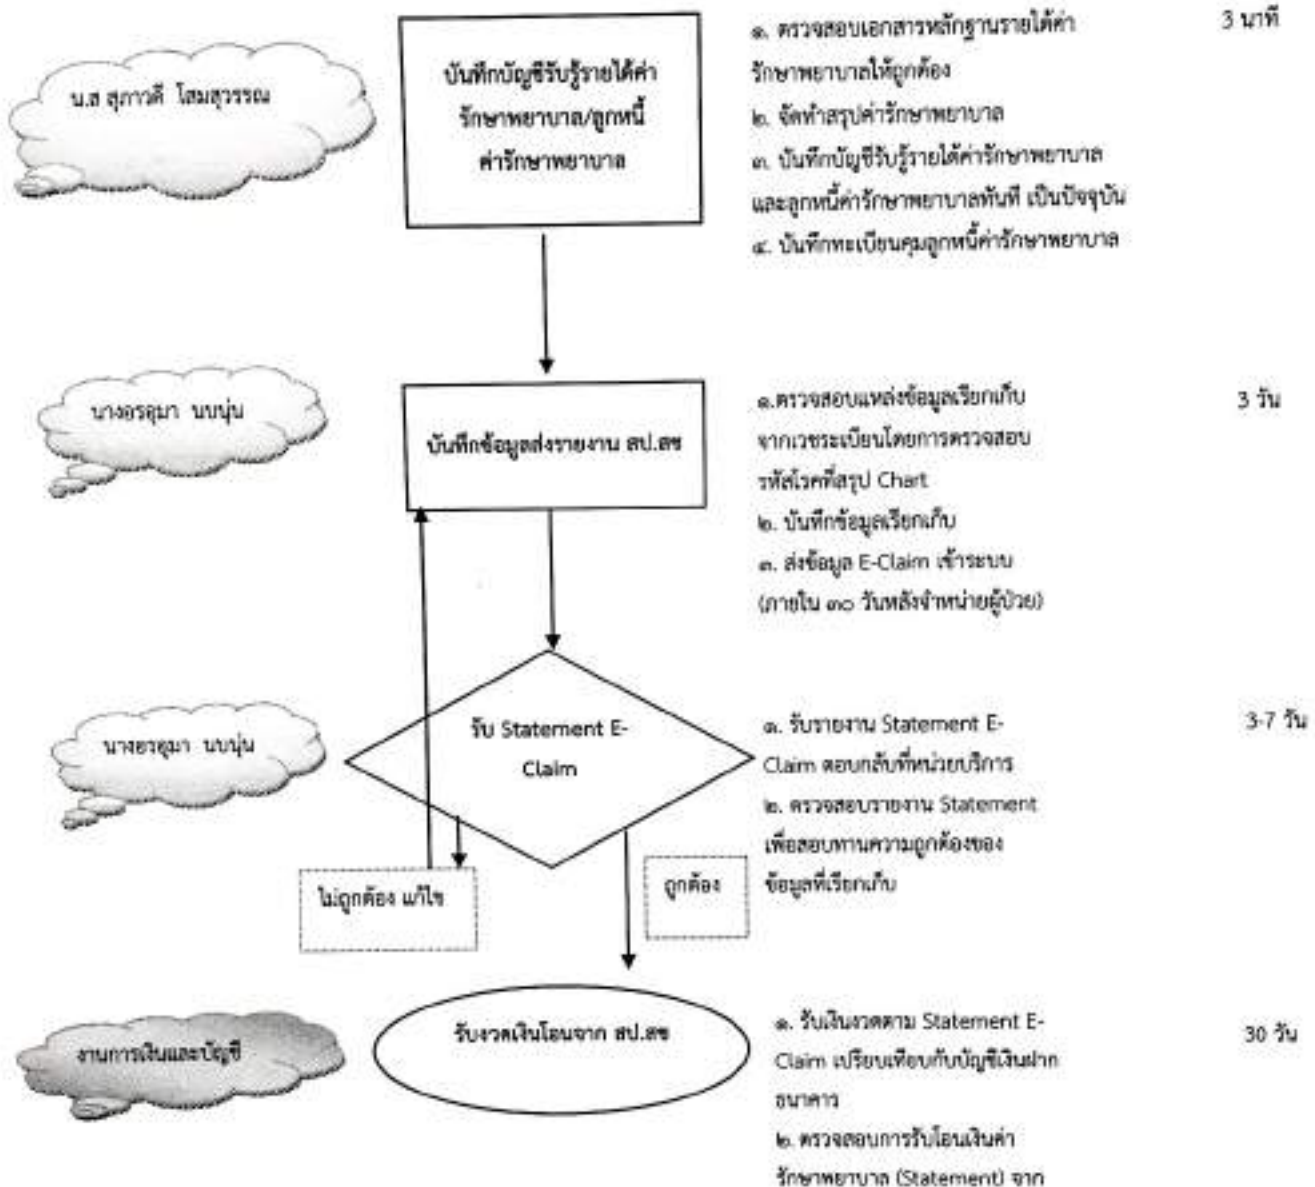 น.ส สุภาวดี โสมสุวรรณ
บันทึกบัญชีรับรู้รายได้ค่า
รักษาพยาบาล/ลูกหนี้
ค่ารักษาพยาบาล
๑. ตรวจสอบเอกสารหลักฐานรายได้ค่า
รักษาพยาบาลให้ถูกต้อง
๒. จัดทำสรุปค่ารักษาพยาบาล
๓. บันทึกบัญชีรับรู้รายได้ค่ารักษาพยาบาล
และลูกหนี้ค่ารักษาพยาบาลทันที เป็นปัจจุบัน
๔. บันทึกทะเบียนคุมลูกหนี้ค่ารักษาพยาบาล
3 นาที
นางอรอุมา นบนุ่น
บันทึกข้อมูลส่งรายงาน สป.สช
๑.ตรวจสอบแหล่งข้อมูลเรียกเก็บ
จากเวชระเบียนโดยการตรวจสอบ
รหัสโรคที่สรุป Chart
๒. บันทึกข้อมูลเรียกเก็บ
๓. ส่งข้อมูล E-Claim เข้าระบบ
(ภายใน ๓๐ วันหลังจำหน่ายผู้ป่วย)
3 วัน
นางอรอุมา นบนุ่น
รับ Statement E-
Claim
๑. รับรายงาน Statement E-
Claim ตอบกลับที่หน่วยบริการ
๒. ตรวจสอบรายงาน Statement
เพื่อสอบทานความถูกต้องของ
ข้อมูลที่เรียกเก็บ
3-7 วัน
ไม่ถูกต้อง แก้ไข
ถูกต้อง
งานการเงินและบัญชี
รับงวดเงินโอนจาก สป.สช
๑. รับเงินงวดตาม Statement E-
Claim เปรียบเทียบกับบัญชีเงินฝาก
ธนาคาร
๒. ตรวจสอบการรับโอนเงินค่า
รักษาพยาบาล (Statement) จาก
30 วัน